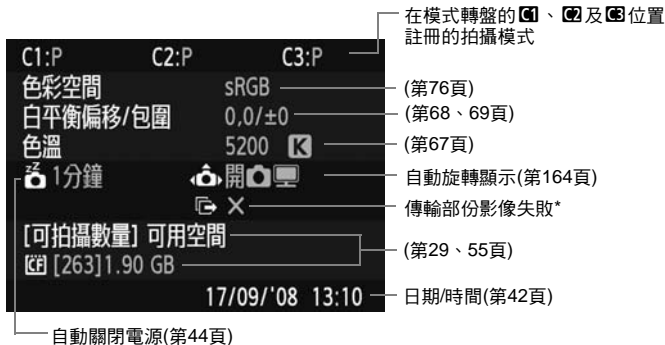 在模式轉盤的C1、C2及C3位置
註冊的拍攝模式
C1:P C2:P C3:P
色彩空間 sRGB
(第76頁)
白平衡偏移/包圍 0,0/±0
(第68、69頁)
色溫 5200 K
(第67頁)
1分鐘 開
自動旋轉顯示(第164頁)
傳輸部份影像失敗*
[可拍攝數量] 可用空間
CF [263]1.90 GB
(第29、55頁)
17/09/'08 13:10
日期/時間(第42頁)
自動關閉電源(第44頁)